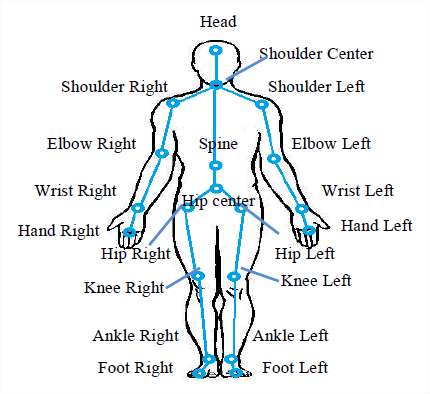 Head
Shoulder Center
Shoulder Right
Shoulder Left
Elbow Right
Spine
Elbow Left
Wrist Right
Hip center
Wrist Left
Hand Right
Hand Left
Hip Right
Hip Left
Knee Right
Knee Left
Ankle Right
Ankle Left
Foot Right
Foot Left